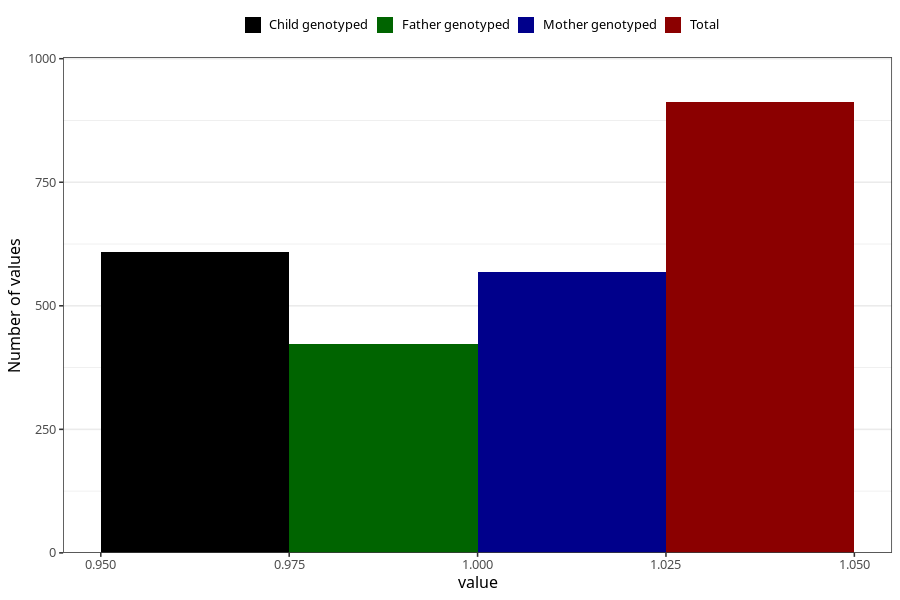 Child genotyped Father genotyped Mother genotyped Total
1000
750
500
250
0
Number of values
0.950 0.975 1.000 1.025 1.050
value